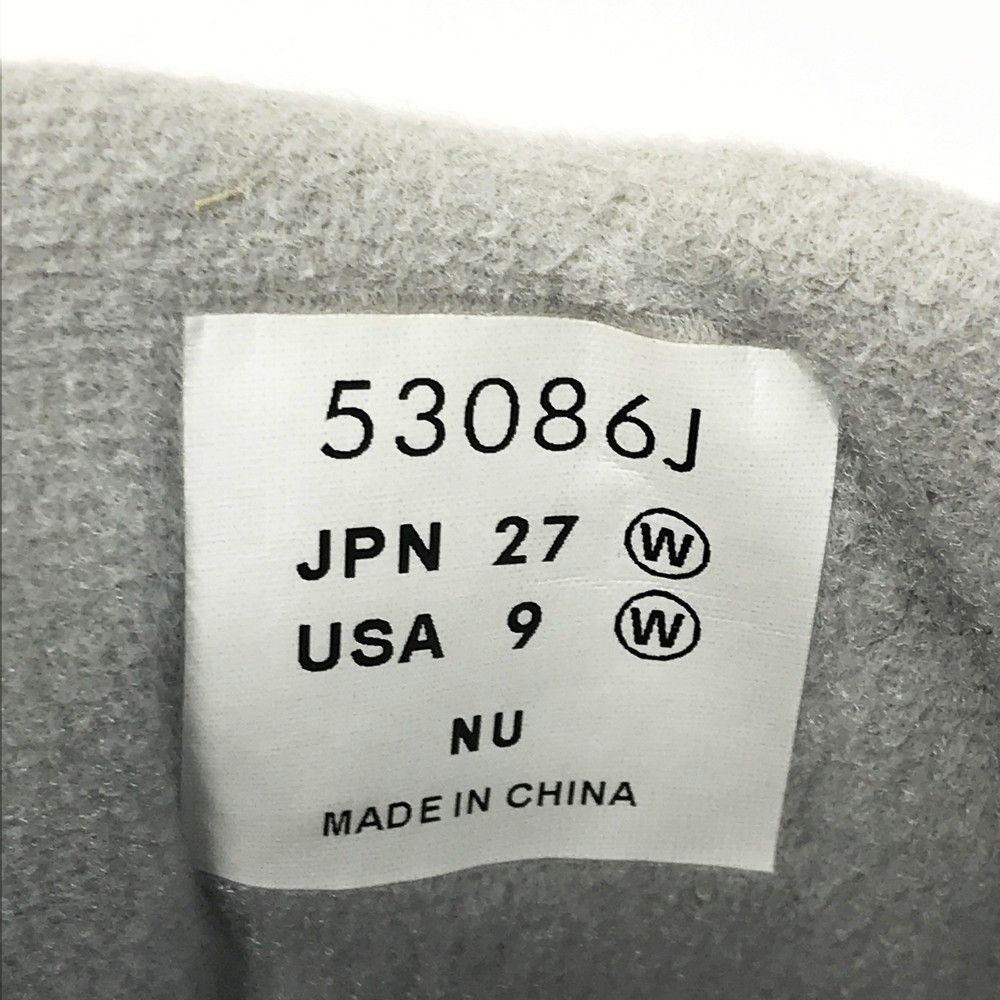 53086J
JPN 27 Ⓦ
USA 9 Ⓦ
NU
MADE IN CHINA